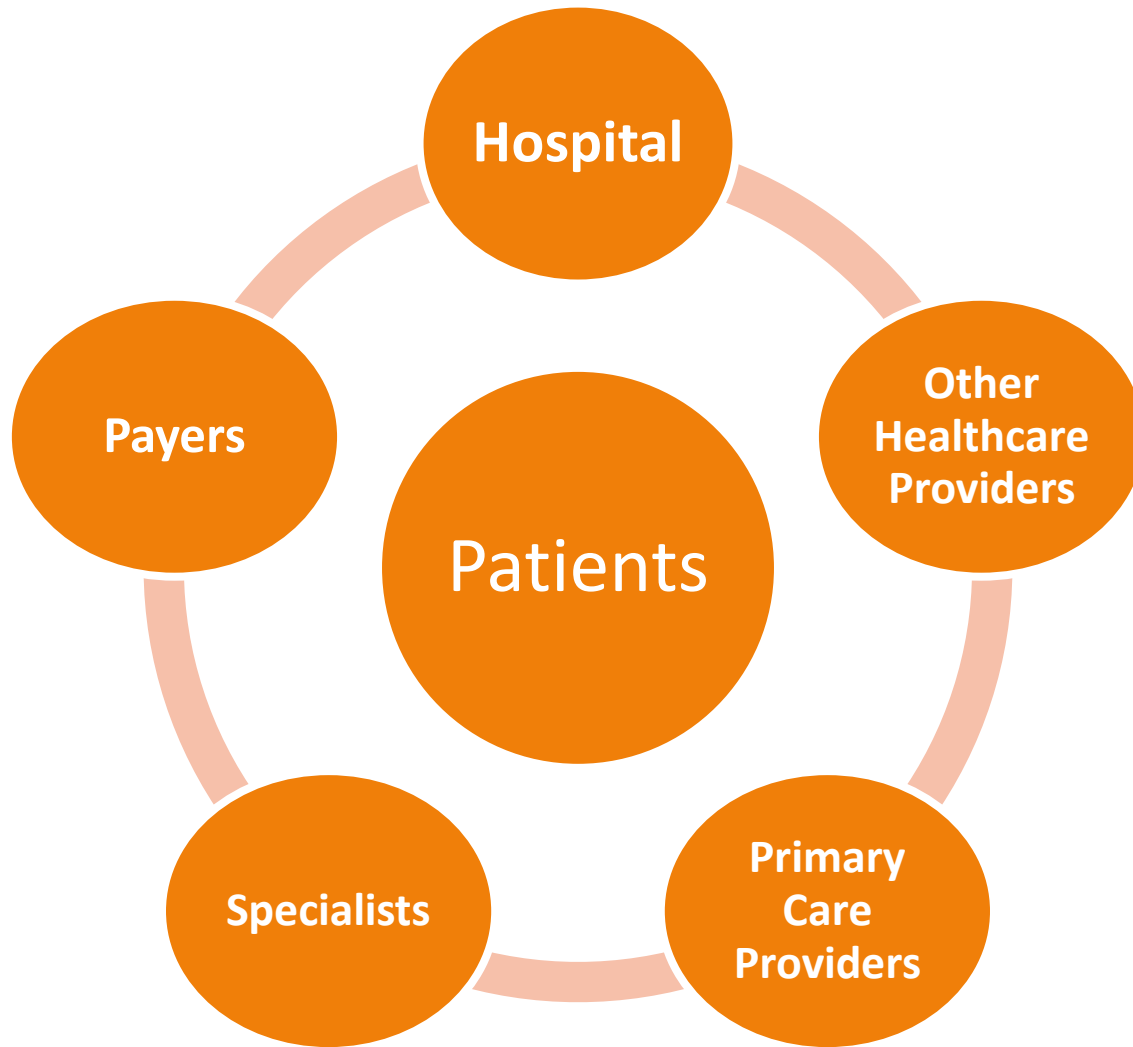 Hospital
Other
Healthcare
Providers
Payers
Patients
Primary
Care
Providers
Specialists